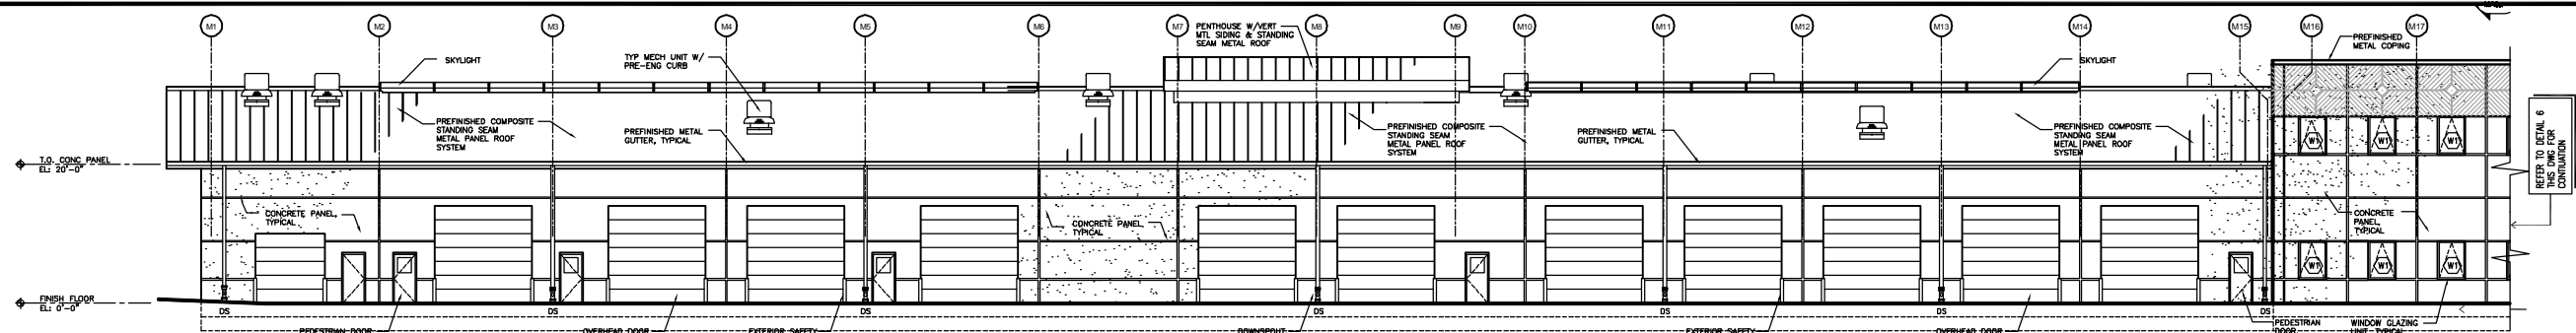 M1 M2 M3 M4 M5 M6 M7 M8 M9 M10 M11 M12 M13 M14 M15 M16 M17
PENTHOUSE W/VERT
MTL SIDING & STANDING
SEAM METAL ROOF
PREFINISHED
METAL COPING
SKYLIGHT
TYP MECH UNIT W/
PRE-ENG CURB
SKYLIGHT
PREFINISHED COMPOSITE
STANDING SEAM
METAL PANEL ROOF
SYSTEM
PREFINISHED METAL
GUTTER, TYPICAL
PREFINISHED COMPOSITE
STANDING SEAM
METAL PANEL ROOF
SYSTEM
PREFINISHED METAL
GUTTER, TYPICAL
PREFINISHED COMPOSITE
STANDING SEAM
METAL PANEL ROOF
SYSTEM
W1 W1 W1
REFER TO DETAIL 6
THIS DWG FOR
CONTIUATION
T.O. CONC PANEL
EL: 20'-0"
CONCRETE PANEL,
TYPICAL
CONCRETE PANEL,
TYPICAL
CONCRETE
PANEL,
TYPICAL
W1 W1 W1
FINISH FLOOR
EL: 0'-0"
DS DS DS DS DS DS DS
PEDESTRIAN DOOR
OVERHEAD DOOR
EXTERIOR SAFETY
DOWNSPOUT
EXTERIOR SAFETY
OVERHEAD DOOR
PEDESTRIAN
DOOR
WINDOW GLAZING
UNIT, TYPICAL